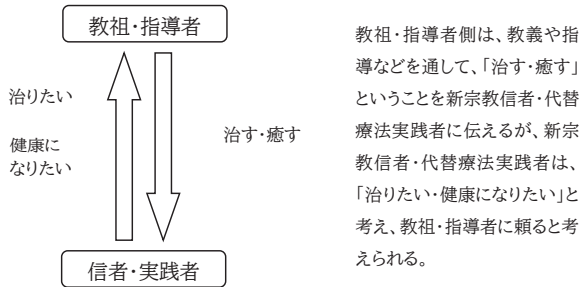 教祖・指導者
治りたい
健康に
なりたい
治す・癒す
信者・実践者
教祖・指導者側は、教義や指
導などを通して、「治す・癒す」
ということを新宗教信者・代替
療法実践者に伝えるが、新宗
教信者・代替療法実践者は、
「治りたい・健康になりたい」と
考え、教祖・指導者に頼ると考
えられる。